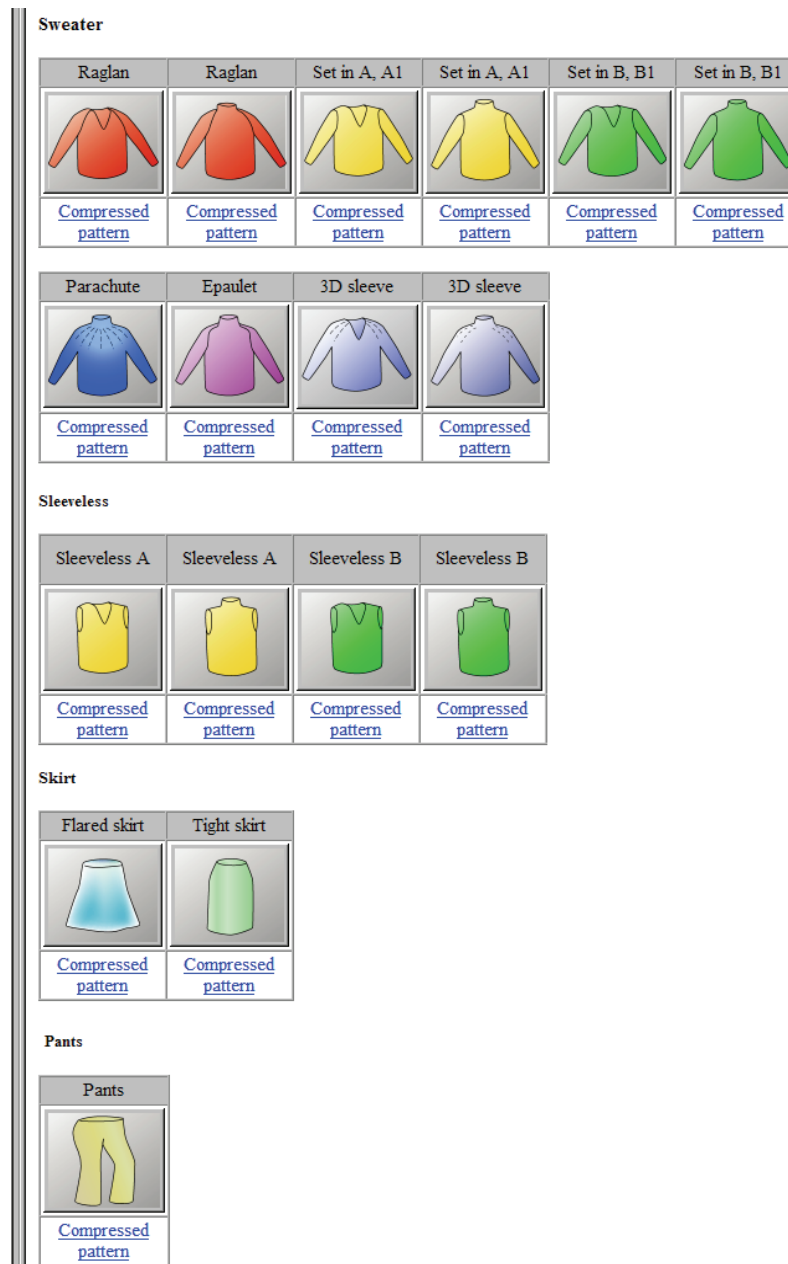 Sweater
Raglan Raglan Set in A, A1 Set in A, A1 Set in B, B1 Set in B, B1
Compressed Compressed Compressed Compressed Compressed Compressed
pattern pattern pattern pattern pattern pattern
Parachute Epaulet 3D sleeve 3D sleeve
Compressed Compressed Compressed Compressed
pattern pattern pattern pattern
Sleeveless
Sleeveless A Sleeveless A Sleeveless B Sleeveless B
Compressed Compressed Compressed Compressed
pattern pattern pattern pattern
Skirt
Flared skirt Tight skirt
Compressed Compressed
pattern pattern
Pants
Pants
Compressed
pattern